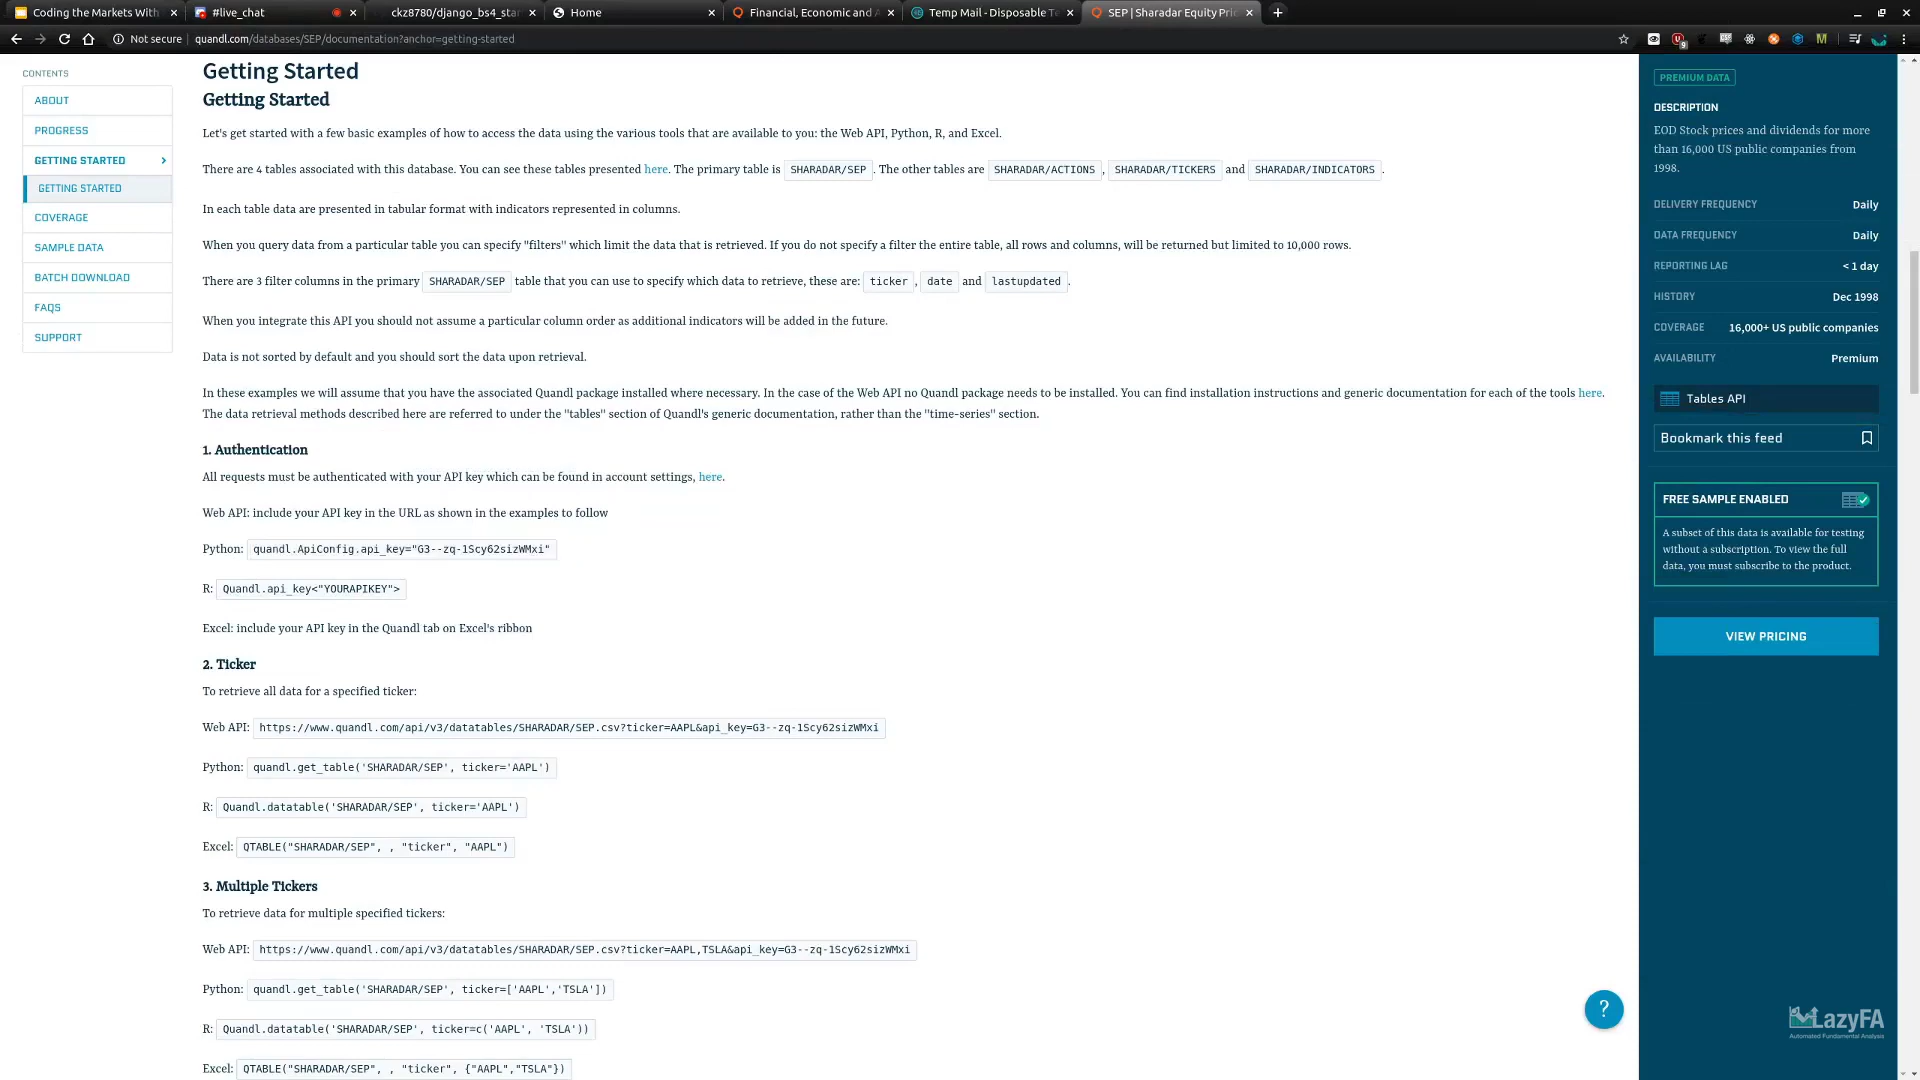 Coding the Markets With
#live_chat
ckz8780/django_bs4_sta
Home
Financial, Economic and A
Temp Mail - Disposable Te
SEP | Sharadar Equity Pri
Not secure
quandl.com/databases/SEP/documentation?anchor=getting-started
CONTENTS
ABOUT
PROGRESS
GETTING STARTED
GETTING STARTED
COVERAGE
SAMPLE DATA
BATCH DOWNLOAD
FAQS
SUPPORT
Getting Started
Getting Started
Let's get started with a few basic examples of how to access the data using the various tools that are available to you: the Web API, Python, R, and Excel.
There are 4 tables associated with this database. You can see these tables presented here. The primary table is SHARADAR/SEP. The other tables are SHARADAR/ACTIONS, SHARADAR/TICKERS and SHARADAR/INDICATORS.
In each table data are presented in tabular format with indicators represented in columns.
When you query data from a particular table you can specify "filters" which limit the data that is retrieved. If you do not specify a filter the entire table, all rows and columns, will be returned but limited to 10,000 rows.
There are 3 filter columns in the primary SHARADAR/SEP table that you can use to specify which data to retrieve, these are: ticker, date and lastupdated.
When you integrate this API you should not assume a particular column order as additional indicators will be added in the future.
Data is not sorted by default and you should sort the data upon retrieval.
In these examples we will assume that you have the associated Quandl package installed where necessary. In the case of the Web API no Quandl package needs to be installed. You can find installation instructions and generic documentation for each of the tools here.
The data retrieval methods described here are referred to under the "tables" section of Quandl's generic documentation, rather than the "time-series" section.
1. Authentication
All requests must be authenticated with your API key which can be found in account settings, here.
Web API: include your API key in the URL as shown in the examples to follow
Python: quandl.ApiConfig.api_key="G3--zq-1Scy62sizWMxi"
R: Quandl.api_key<"YOURAPIKEY">
Excel: include your API key in the Quandl tab on Excel's ribbon
2. Ticker
To retrieve all data for a specified ticker:
Web API: https://www.quandl.com/api/v3/datatables/SHARADAR/SEP.csv?ticker=AAPL&api_key=G3--zq-1Scy62sizWMxi
Python: quandl.get_table('SHARADAR/SEP', ticker='AAPL')
R: Quandl.datatable('SHARADAR/SEP', ticker='AAPL')
Excel: QTABLE("SHARADAR/SEP", , "ticker", "AAPL")
3. Multiple Tickers
To retrieve data for multiple specified tickers:
Web API: https://www.quandl.com/api/v3/datatables/SHARADAR/SEP.csv?ticker=AAPL,TSLA&api_key=G3--zq-1Scy62sizWMxi
Python: quandl.get_table('SHARADAR/SEP', ticker=['AAPL','TSLA'])
R: Quandl.datatable('SHARADAR/SEP', ticker=c('AAPL', 'TSLA'))
Excel: QTABLE("SHARADAR/SEP", , "ticker", {"AAPL","TSLA"})
PREMIUM DATA
DESCRIPTION
EOD Stock prices and dividends for more
than 16,000 US public companies from
1998.
DELIVERY FREQUENCY Daily
DATA FREQUENCY Daily
REPORTING LAG < 1 day
HISTORY Dec 1998
COVERAGE 16,000+ US public companies
AVAILABILITY Premium
Tables API
Bookmark this feed
FREE SAMPLE ENABLED
A subset of this data is available for testing
without a subscription. To view the full
data, you must subscribe to the product.
VIEW PRICING
?
LazyFA
Automated Fundamental Analysis